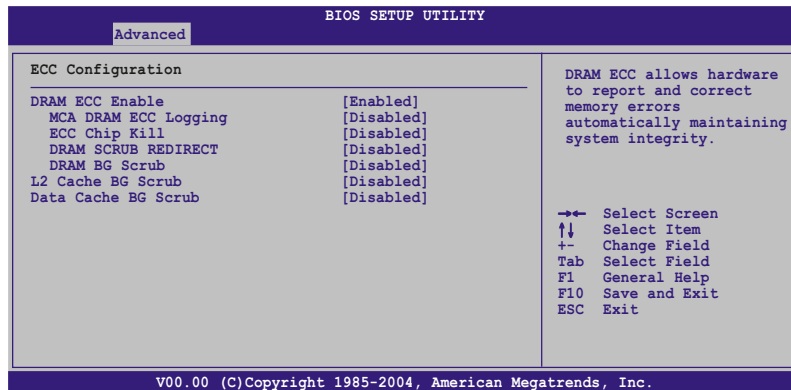 BIOS SETUP UTILITY
Advanced
ECC Configuration
DRAM ECC Enable [Enabled]
MCA DRAM ECC Logging [Disabled]
ECC Chip Kill [Disabled]
DRAM SCRUB REDIRECT [Disabled]
DRAM BG Scrub [Disabled]
L2 Cache BG Scrub [Disabled]
Data Cache BG Scrub [Disabled]
DRAM ECC allows hardware
to report and correct
memory errors
automatically maintaining
system integrity.
→← Select Screen
↑↓ Select Item
+- Change Field
Tab Select Field
F1 General Help
F10 Save and Exit
ESC Exit
V00.00 (C)Copyright 1985-2004, American Megatrends, Inc.